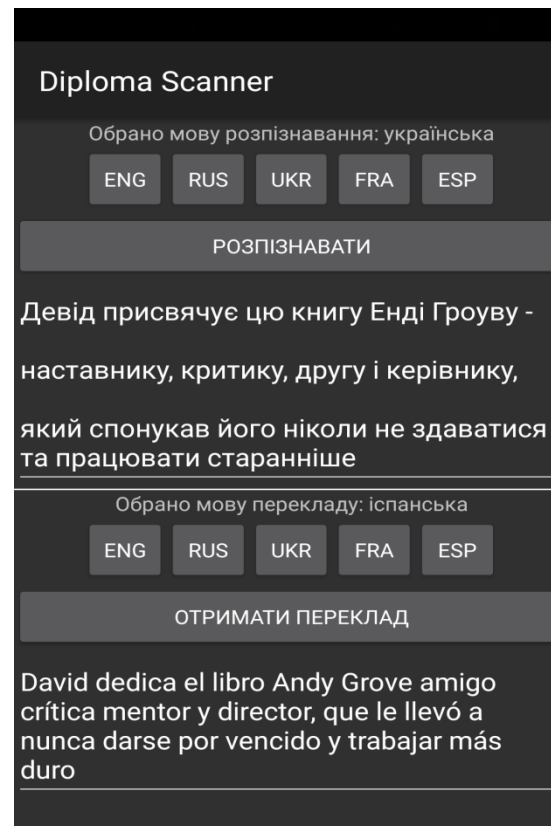 Diploma Scanner
Обрано мову розпізнавання: українська
ENG RUS UKR FRA ESP
РОЗПІЗНАВАТИ
Девід присвячує цю книгу Енді Гроуву -
наставнику, критику, другу і керівнику,
який спонукав його ніколи не здаватися
та працювати старанніше
Обрано мову перекладу: іспанська
ENG RUS UKR FRA ESP
ОТРИМАТИ ПЕРЕКЛАД
David dedica el libro Andy Grove amigo
crítica mentor y director, que le llevó a
nunca darse por vencido y trabajar más
duro